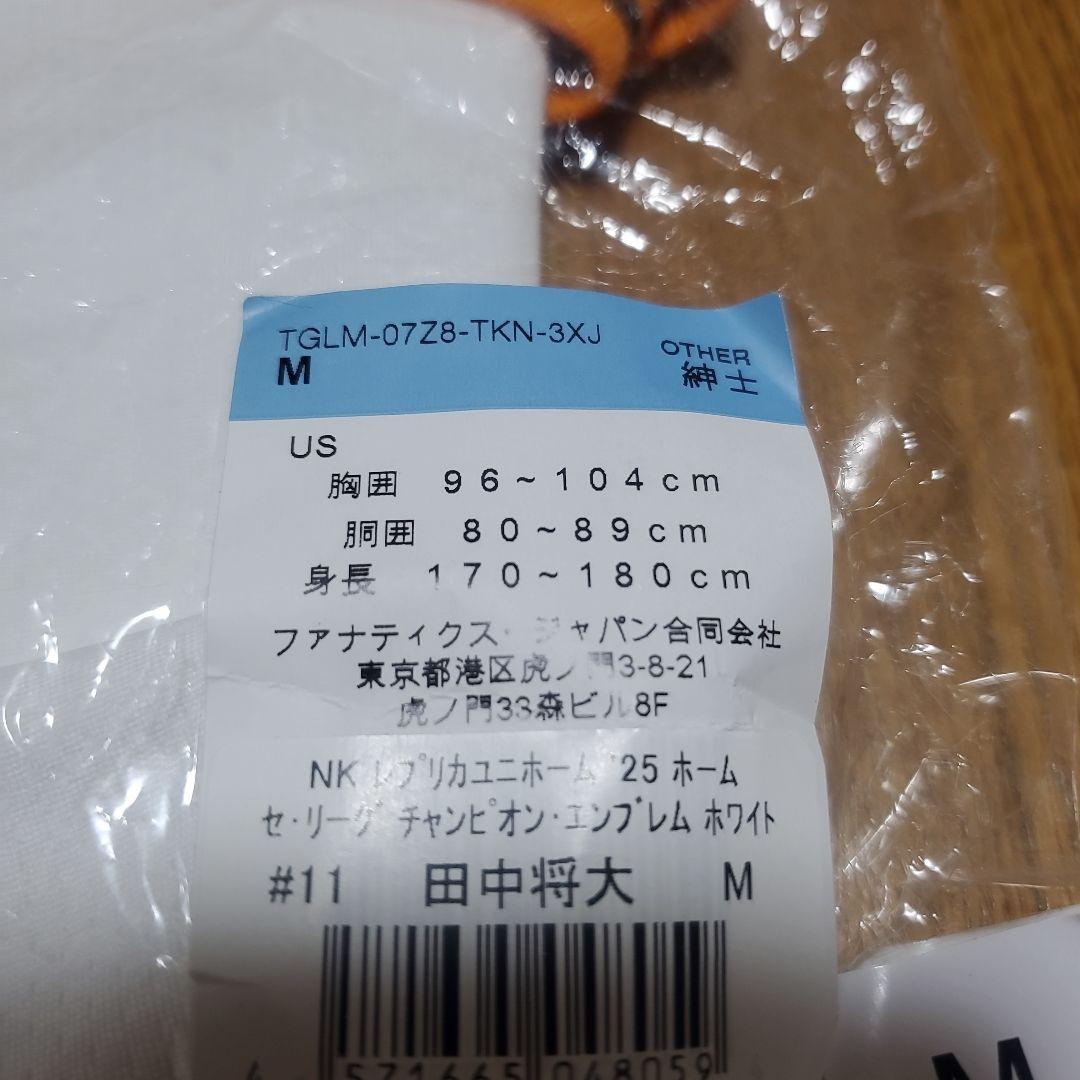 TGLM-07Z8-TKN-3XJ
M
OTHER
紳士
US
胸囲 96~104cm
胴囲 80~89cm
身長 170~180cm
ファナティクス・ジャパン合同会社
東京都港区虎ノ門3-8-21
虎ノ門33森ビル8F
NK レプリカユニホーム '25 ホーム
セ・リーグ チャンピオン・エンブレム ホワイト
#11 田中将大 M
4 571665 048059
M